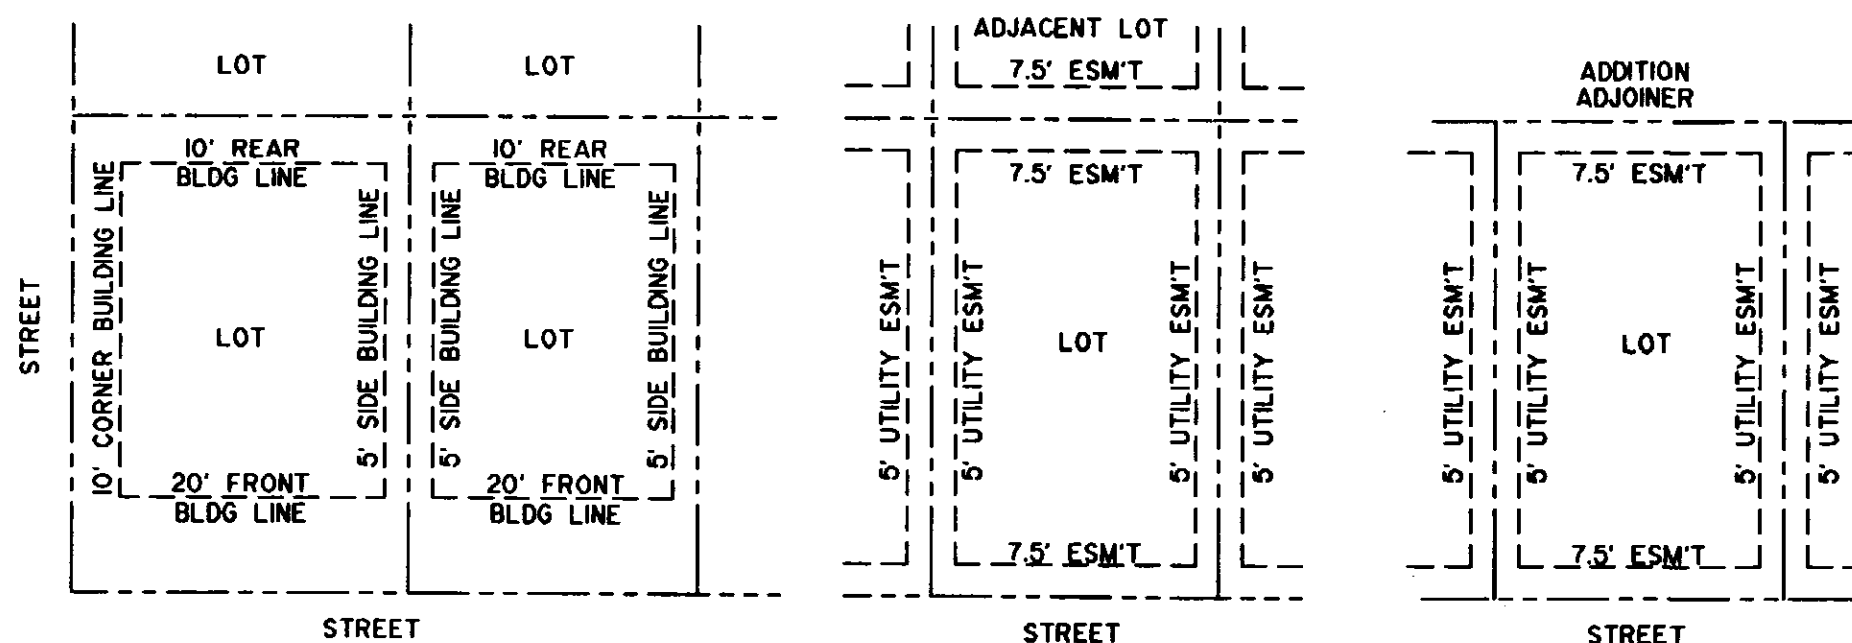 LOT
LOT
10' REAR
BLDG LINE
10' REAR
BLDG LINE
STREET
10' CORNER BUILDING LINE
LOT
5' SIDE BUILDING LINE
5' SIDE BUILDING LINE
LOT
5' SIDE BUILDING LINE
20' FRONT
BLDG LINE
20' FRONT
BLDG LINE
STREET
ADJACENT LOT
7.5' ESM'T
7.5' ESM'T
5' UTILITY ESM'T
5' UTILITY ESM'T
LOT
5' UTILITY ESM'T
5' UTILITY ESM'T
7.5' ESM'T
STREET
ADDITION
ADJOINER
7.5' ESM'T
5' UTILITY ESM'T
5' UTILITY ESM'T
LOT
5' UTILITY ESM'T
5' UTILITY ESM'T
7.5' ESM'T
STREET